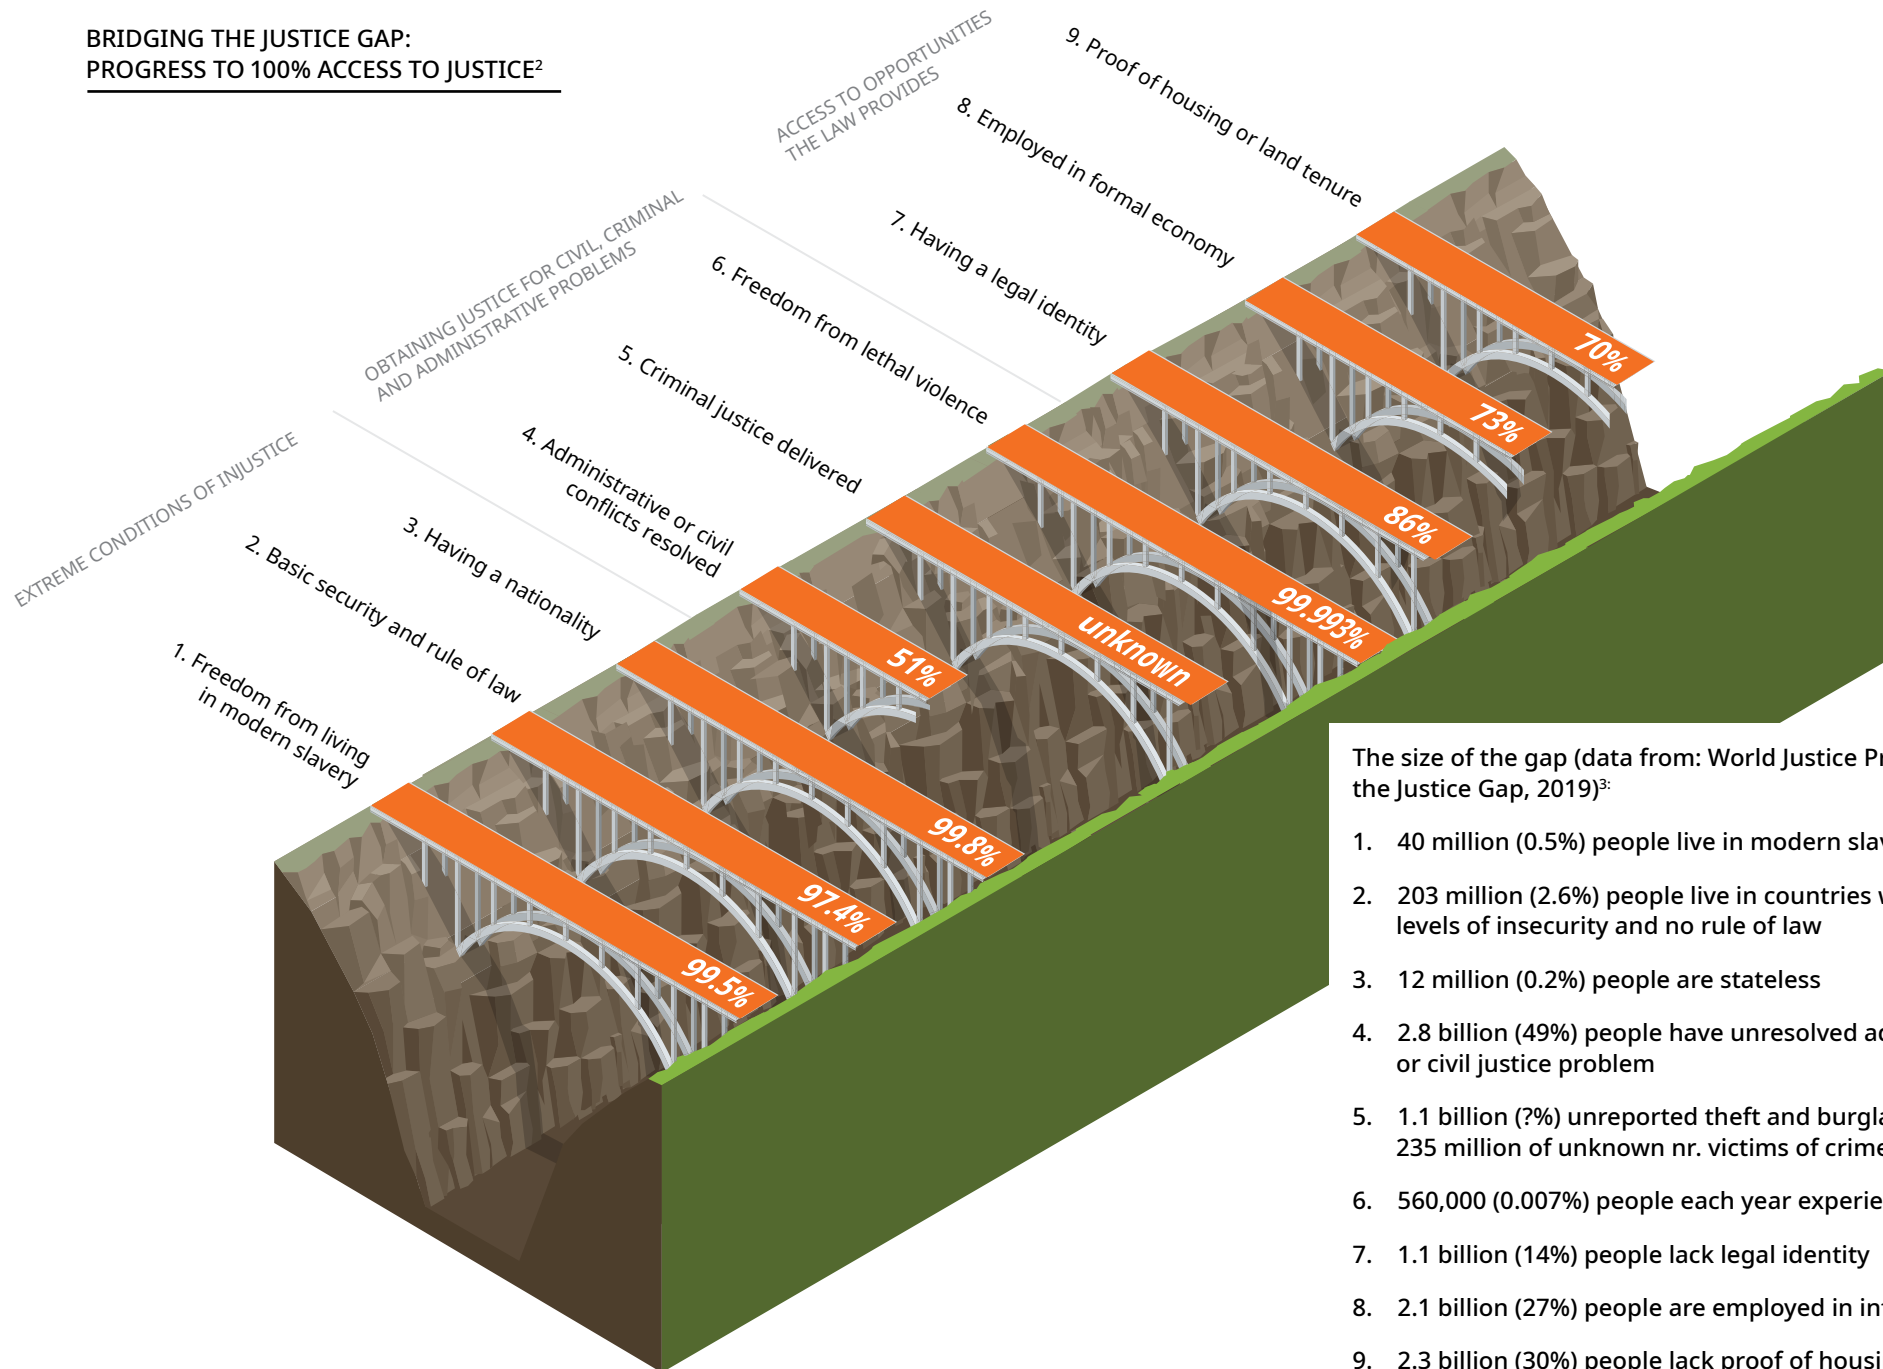 BRIDGING THE JUSTICE GAP:
PROGRESS TO 100% ACCESS TO JUSTICE2
EXTREME CONDITIONS OF INJUSTICE
1. Freedom from living
in modern slavery
2. Basic security and rule of law
3. Having a nationality
OBTAINING JUSTICE FOR CIVIL, CRIMINAL
AND ADMINISTRATIVE PROBLEMS
4. Administrative or civil
conflicts resolved
5. Criminal justice delivered
6. Freedom from lethal violence
ACCESS TO OPPORTUNITIES
THE LAW PROVIDES
7. Having a legal identity
8. Employed in formal economy
9. Proof of housing or land tenure
99.5%
97.4%
99.8%
51%
unknown
99.993%
86%
73%
70%
The size of the gap (data from: World Justice
the Justice Gap, 2019)3:
1. 40 million (0.5%) people live in modern
2. 203 million (2.6%) people live in countries
levels of insecurity and no rule of law
3. 12 million (0.2%) people are stateless
4. 2.8 billion (49%) people have unresolved
or civil justice problem
5. 1.1 billion (?%) unreported theft and
235 million of unknown nr. victims of crime
6. 560,000 (0.007%) people each year
7. 1.1 billion (14%) people lack legal identity
8. 2.1 billion (27%) people are employed in
9. 2.3 billion (30%) people lack proof of